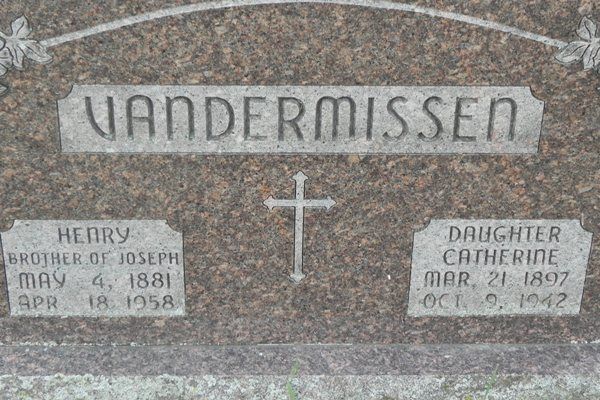 VANDERMISSEN
HENRY
BROTHER OF JOSEPH
MAY 4, 1881
APR 18 1958
DAUGHTER
CATHERINE
MAR. 21 1897
OCT 9, 1942